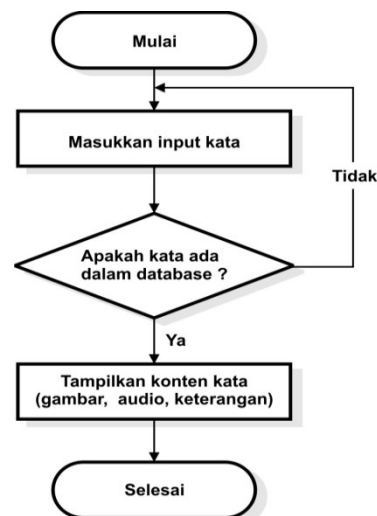 Mulai
Masukkan input kata
Tidak
Apakah kata ada
dalam database ?
Ya
Tampilkan konten kata
(gambar, audio, keterangan)
Selesai